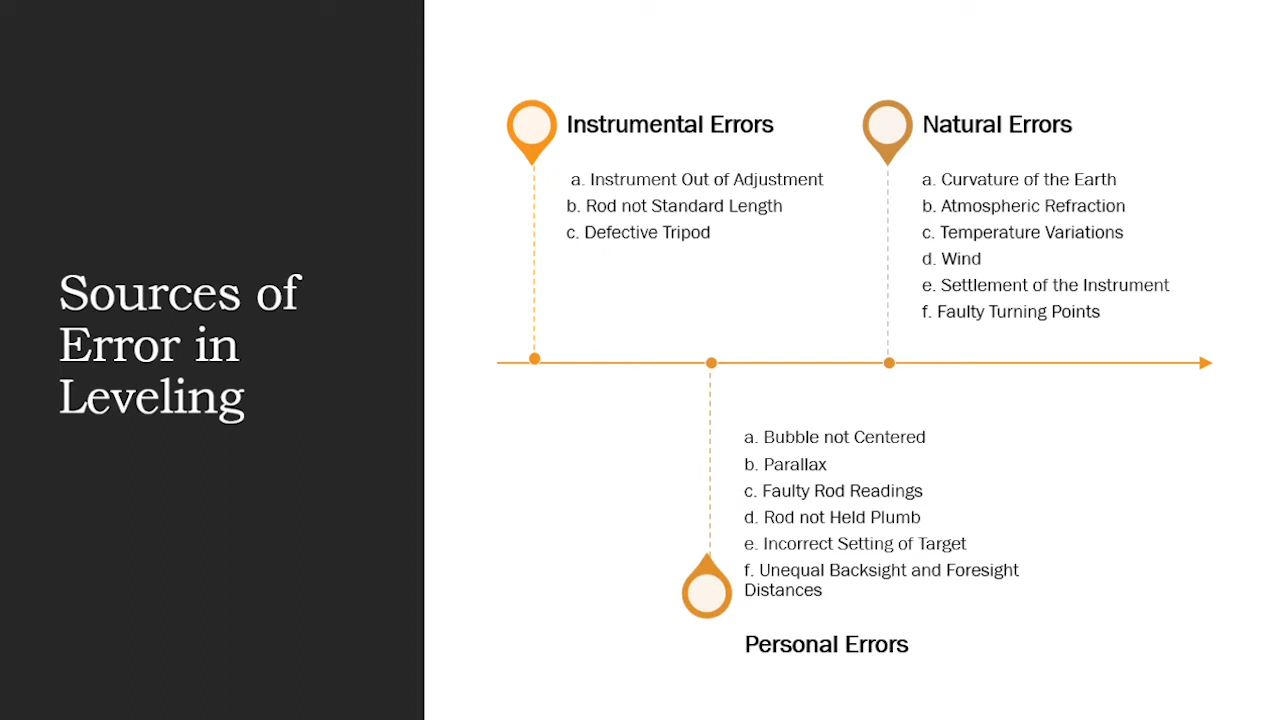 Sources of
Error in
Leveling
Instrumental Errors
a. Instrument Out of Adjustment
b. Rod not Standard Length
c. Defective Tripod
Natural Errors
a. Curvature of the Earth
b. Atmospheric Refraction
c. Temperature Variations
d. Wind
e. Settlement of the Instrument
f. Faulty Turning Points
a. Bubble not Centered
b. Parallax
c. Faulty Rod Readings
d. Rod not Held Plumb
e. Incorrect Setting of Target
f. Unequal Backsight and Foresight
Distances
Personal Errors